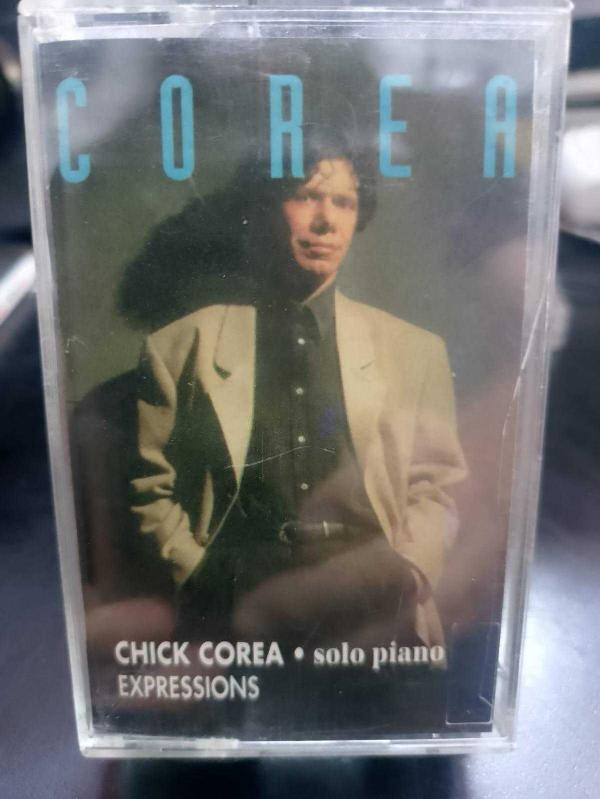 COREA
CHICK COREA • solo piano
EXPRESSIONS